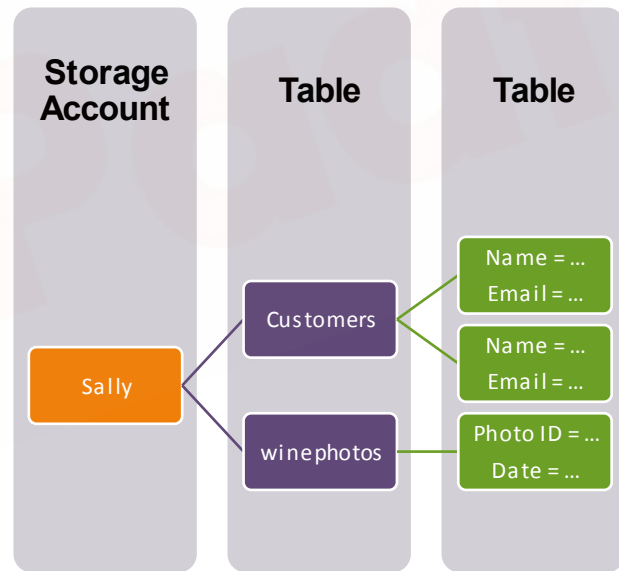 Storage
Account
Table
Table
Sally
Customers
winephotos
Name = ...
Email = ...
Name = ...
Email = ...
Photo ID = ...
Date = ...